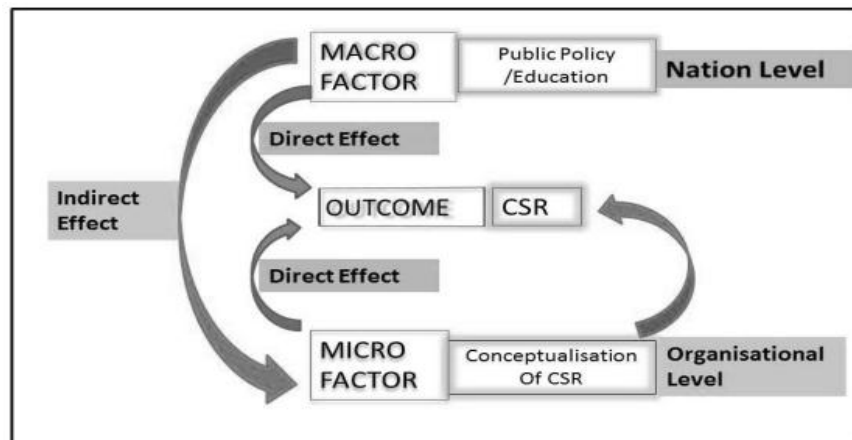 MACRO
FACTOR
Public Policy
/Education
Nation Level
Direct Effect
Indirect
Effect
OUTCOME
CSR
Direct Effect
MICRO
FACTOR
Conceptualisation
Of CSR
Organisational
Level